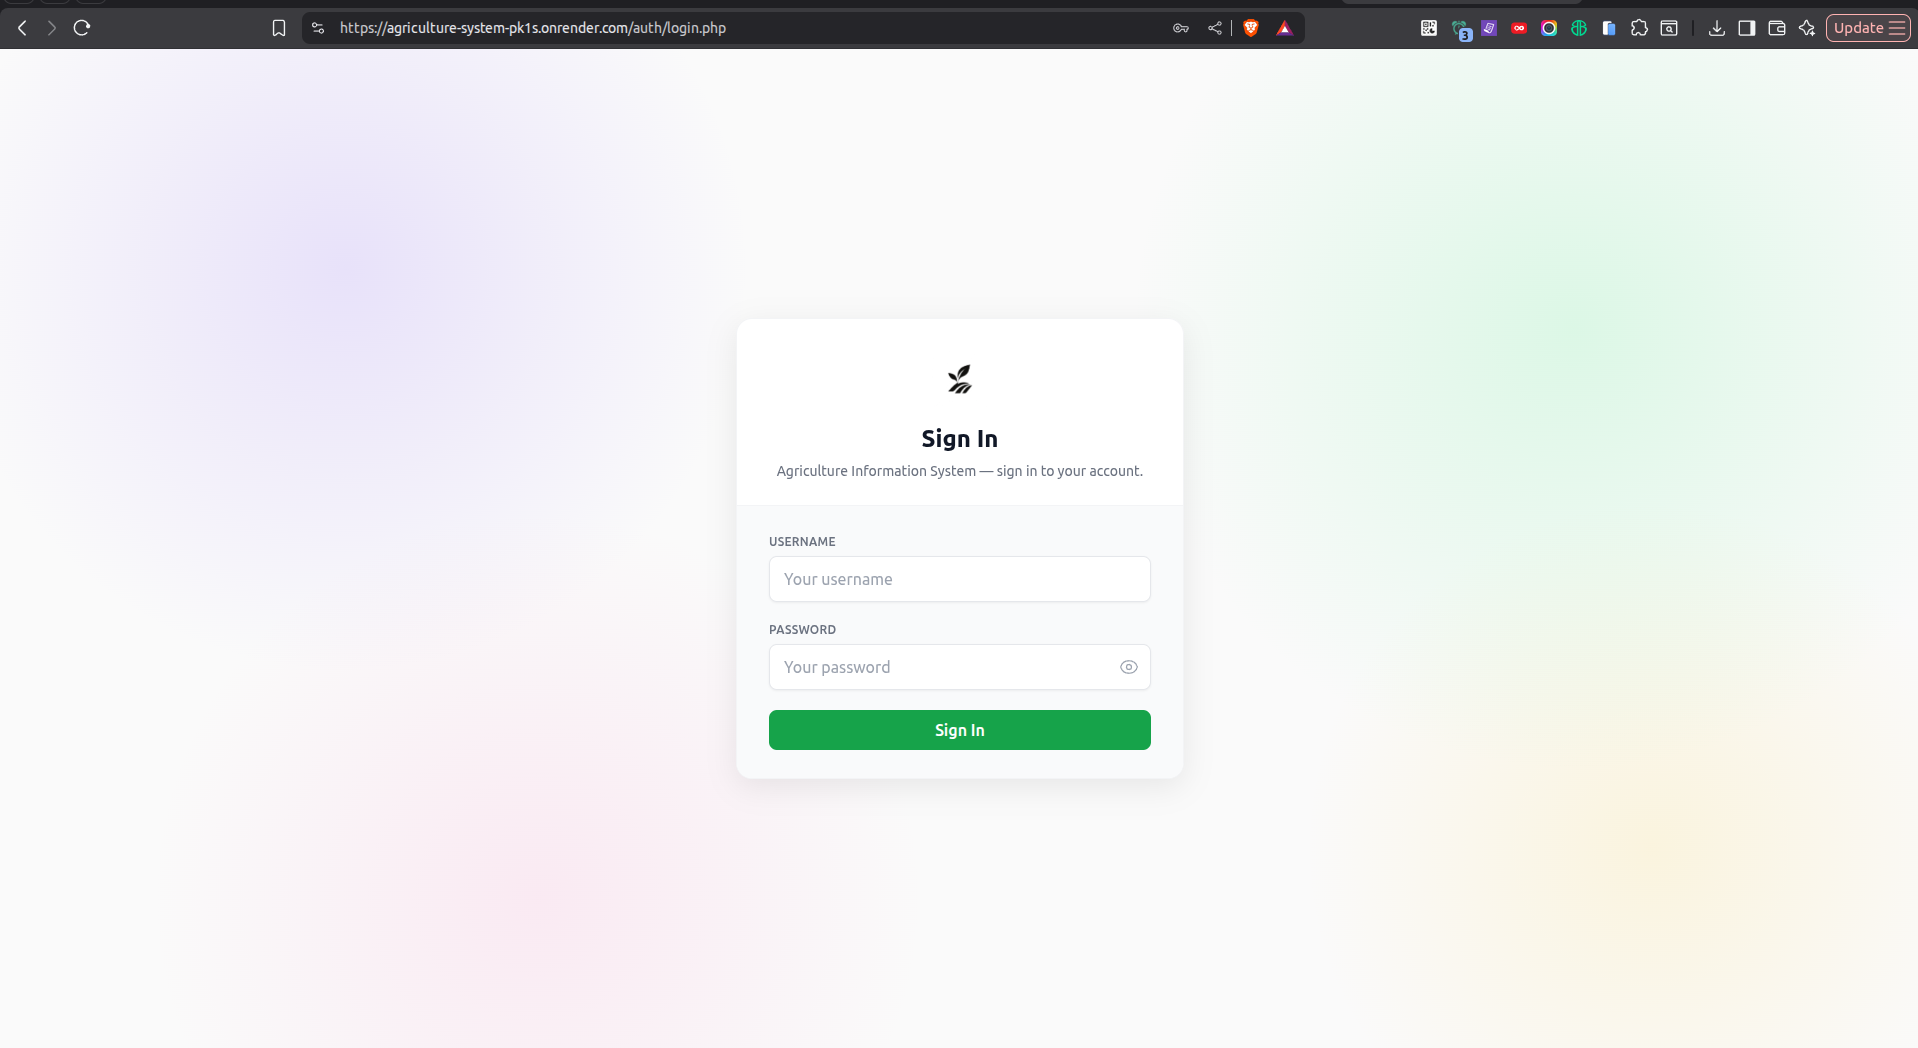 https://agriculture-system-pk1s.onrender.com/auth/login.php
3
Update
Sign In
Agriculture Information System — sign in to your account.
USERNAME
Your username
PASSWORD
Your password
Sign In